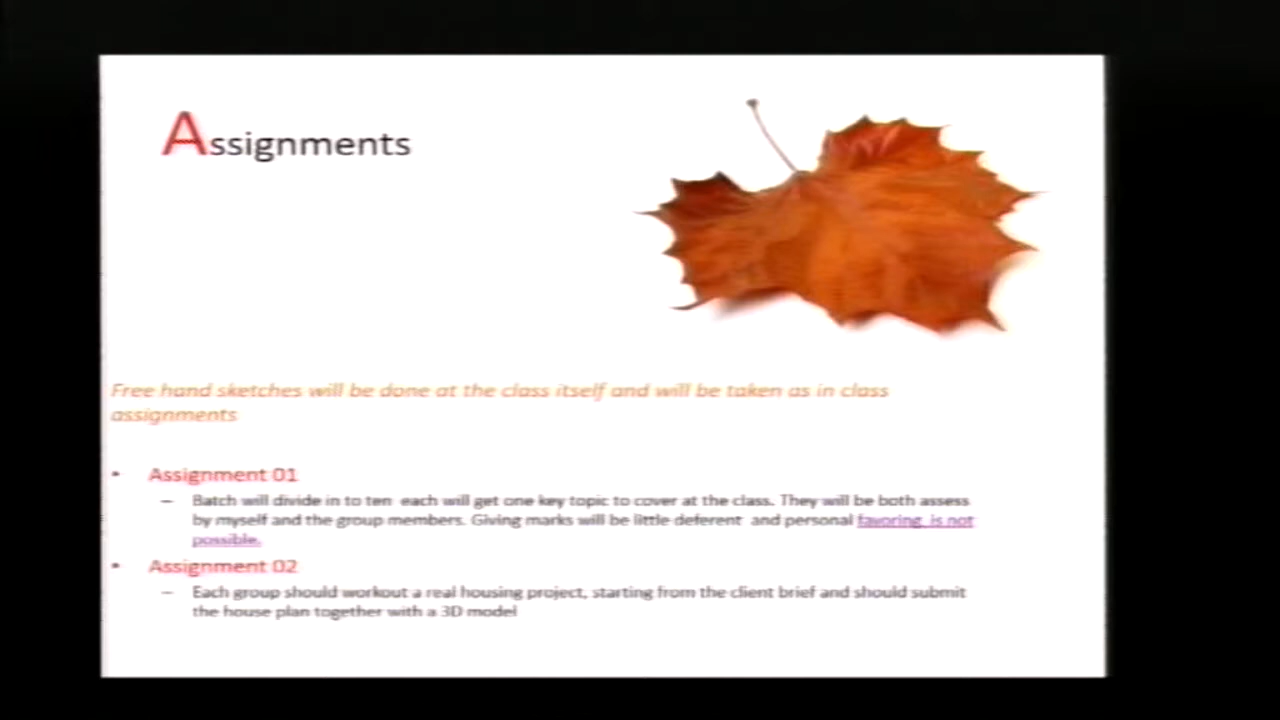 Assignments
Free hand sketches will be done at the class itself and will be taken as in class
assignments
• Assignment 01
– Batch will divide in to ten each will get one key topic to cover at the class. They will be both assess
by myself and the group members. Giving marks will be little deferent and personal favoring is not
possible.
• Assignment 02
– Each group should workout a real housing project, starting from the client brief and should submit
the house plan together with a 3D model